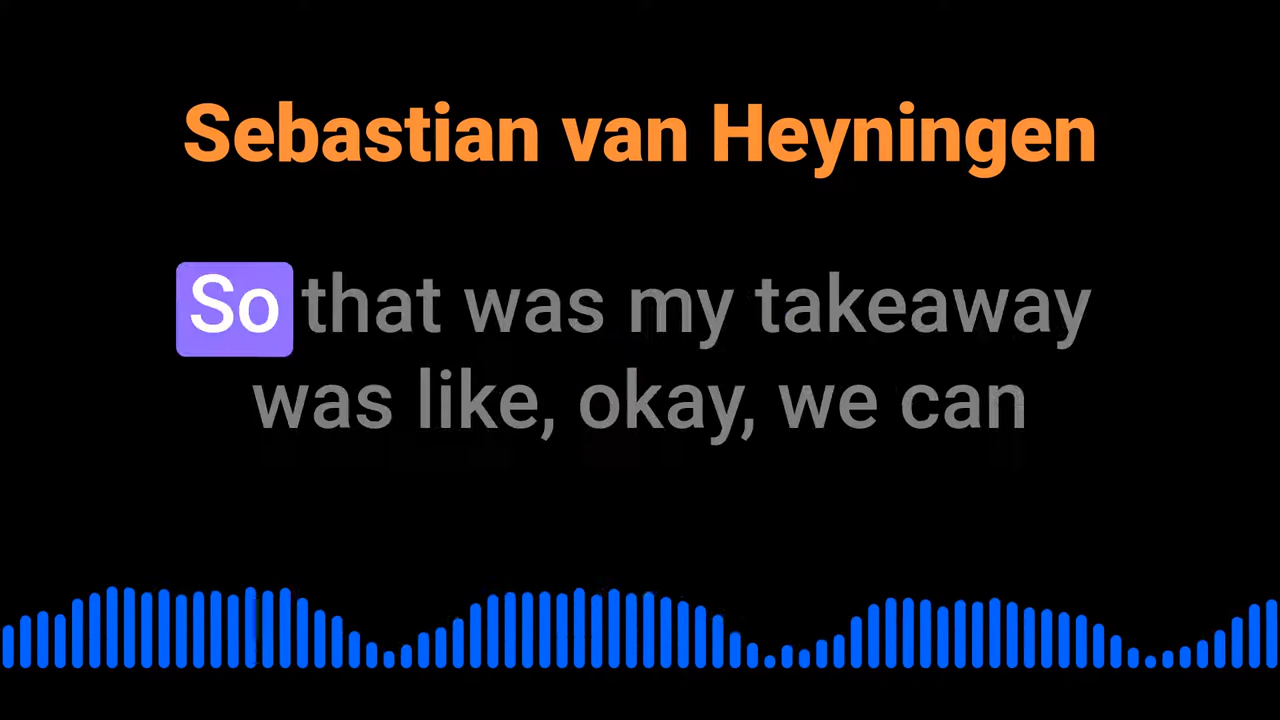 Sebastian van Heyningen
So that was my takeaway
was like, okay, we can